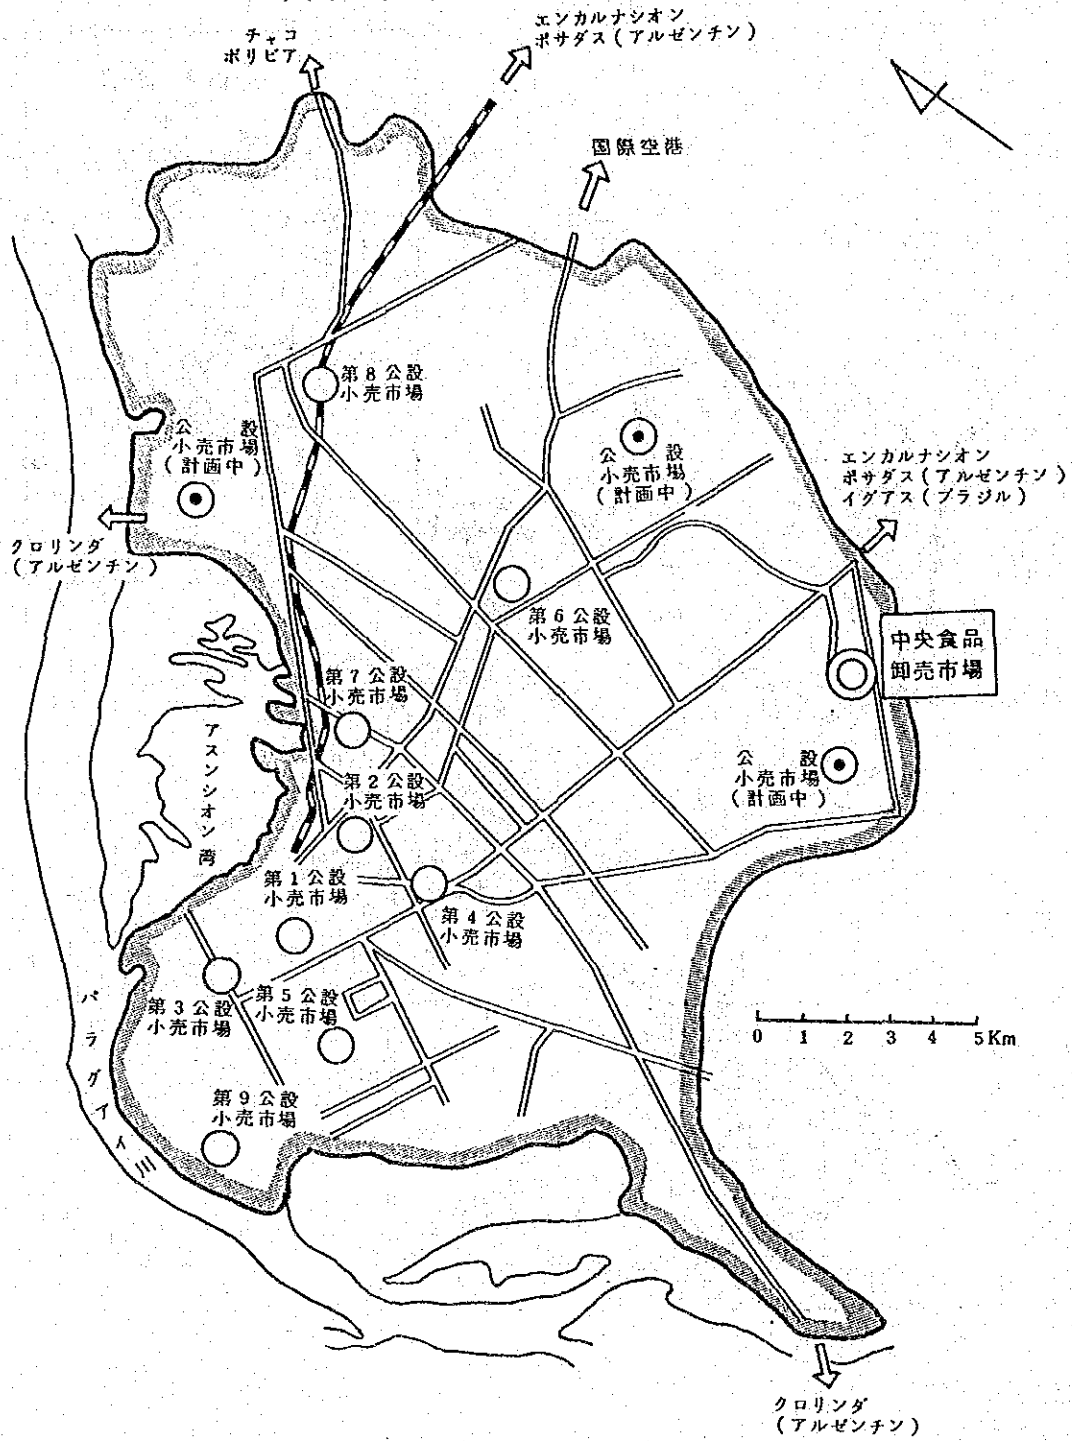 エンカルナシオン
ポサダス(アルゼンチン)
チャコ
ボリビア
国際空港
第8公設
小売市場
公設
小売市場
(計画中)
公設
小売市場
(計画中)
エンカルナシオン
ポサダス(アルゼンチン)
イグアス(ブラジル)
クロリンダ
(アルゼンチン)
第6公設
小売市場
中央食品
卸売市場
第7公設
小売市場
アスンシオン湾
第2公設
小売市場
公設
小売市場
(計画中)
第1公設
小売市場
第4公設
小売市場
第3公設
小売市場
第5公設
小売市場
パラグアイ川
0 1 2 3 4 5Km
第9公設
小売市場
クロリンダ
(アルゼンチン)